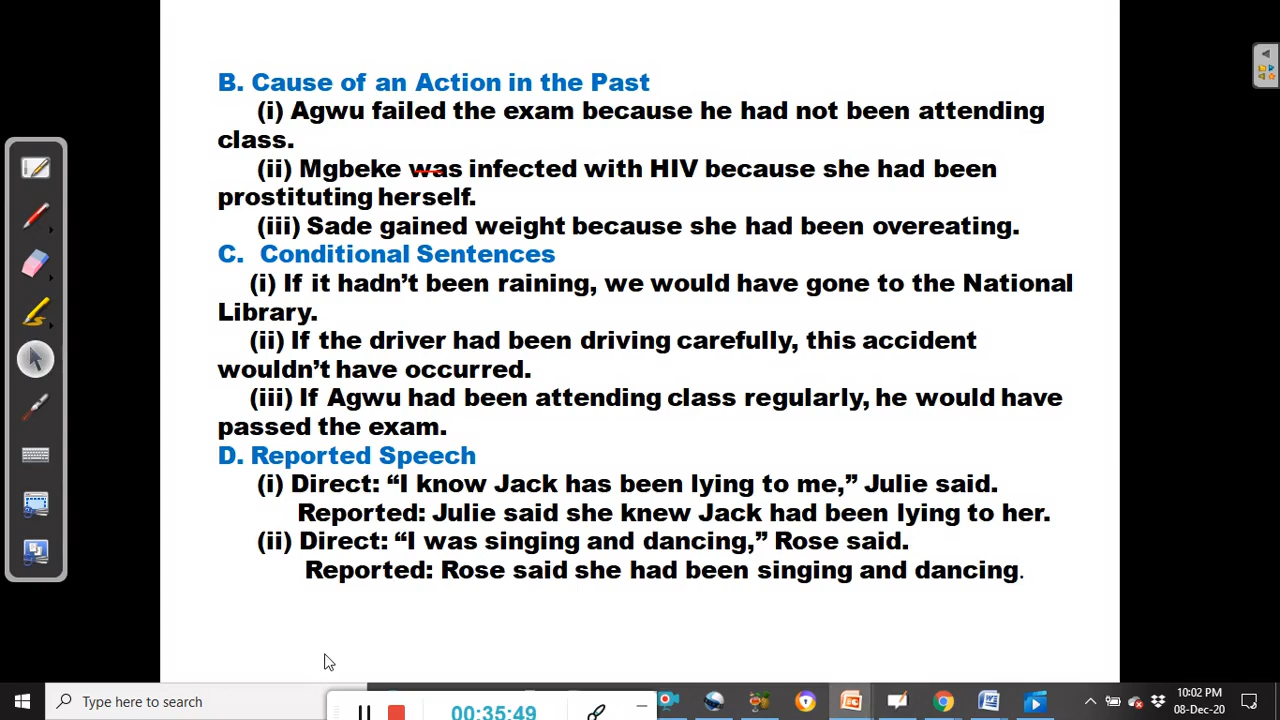 B. Cause of an Action in the Past
(i) Agwu failed the exam because he had not been attending
class.
(ii) Mgbeke was infected with HIV because she had been
prostituting herself.
(iii) Sade gained weight because she had been overeating.
C. Conditional Sentences
(i) If it hadn’t been raining, we would have gone to the National
Library.
(ii) If the driver had been driving carefully, this accident
wouldn’t have occurred.
(iii) If Agwu had been attending class regularly, he would have
passed the exam.
D. Reported Speech
(i) Direct: “I know Jack has been lying to me,” Julie said.
Reported: Julie said she knew Jack had been lying to her.
(ii) Direct: “I was singing and dancing,” Rose said.
Reported: Rose said she had been singing and dancing.
Type here to search
00:35:49
10:02 PM
08-Dec-20